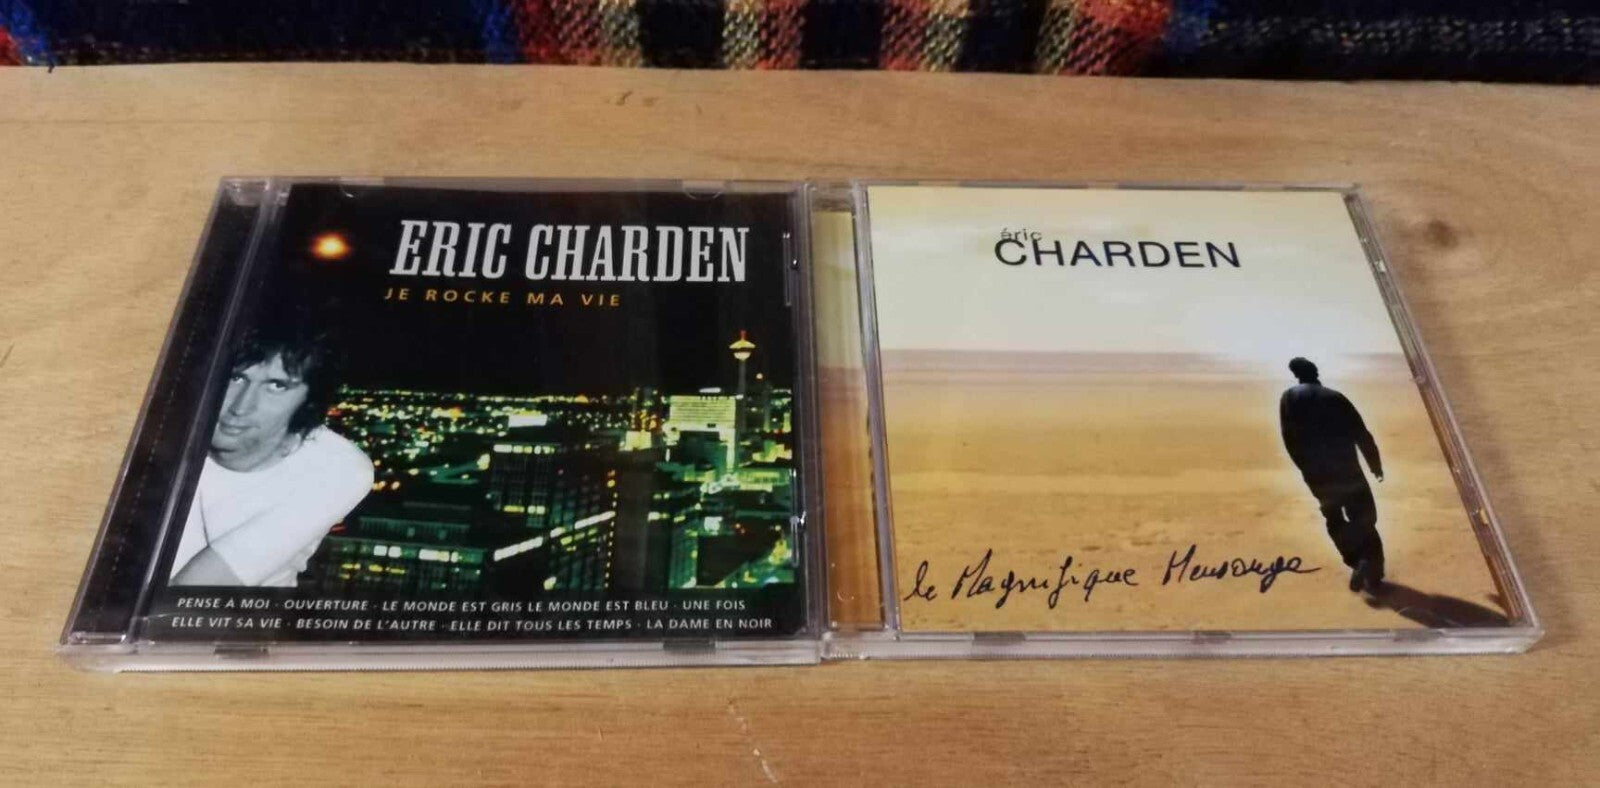 ERIC CHARDEN
JE ROCKE MA VIE
PENSE A MOI · OUVERTURE · LE MONDE EST GRIS LE MONDE EST BLEU · UNE FOIS
ELLE VIT SA VIE · BESOIN DE L'AUTRE · ELLE DIT TOUS LES TEMPS · LA DAME EN NOIR
éric
CHARDEN
le Magnifique Mensonge